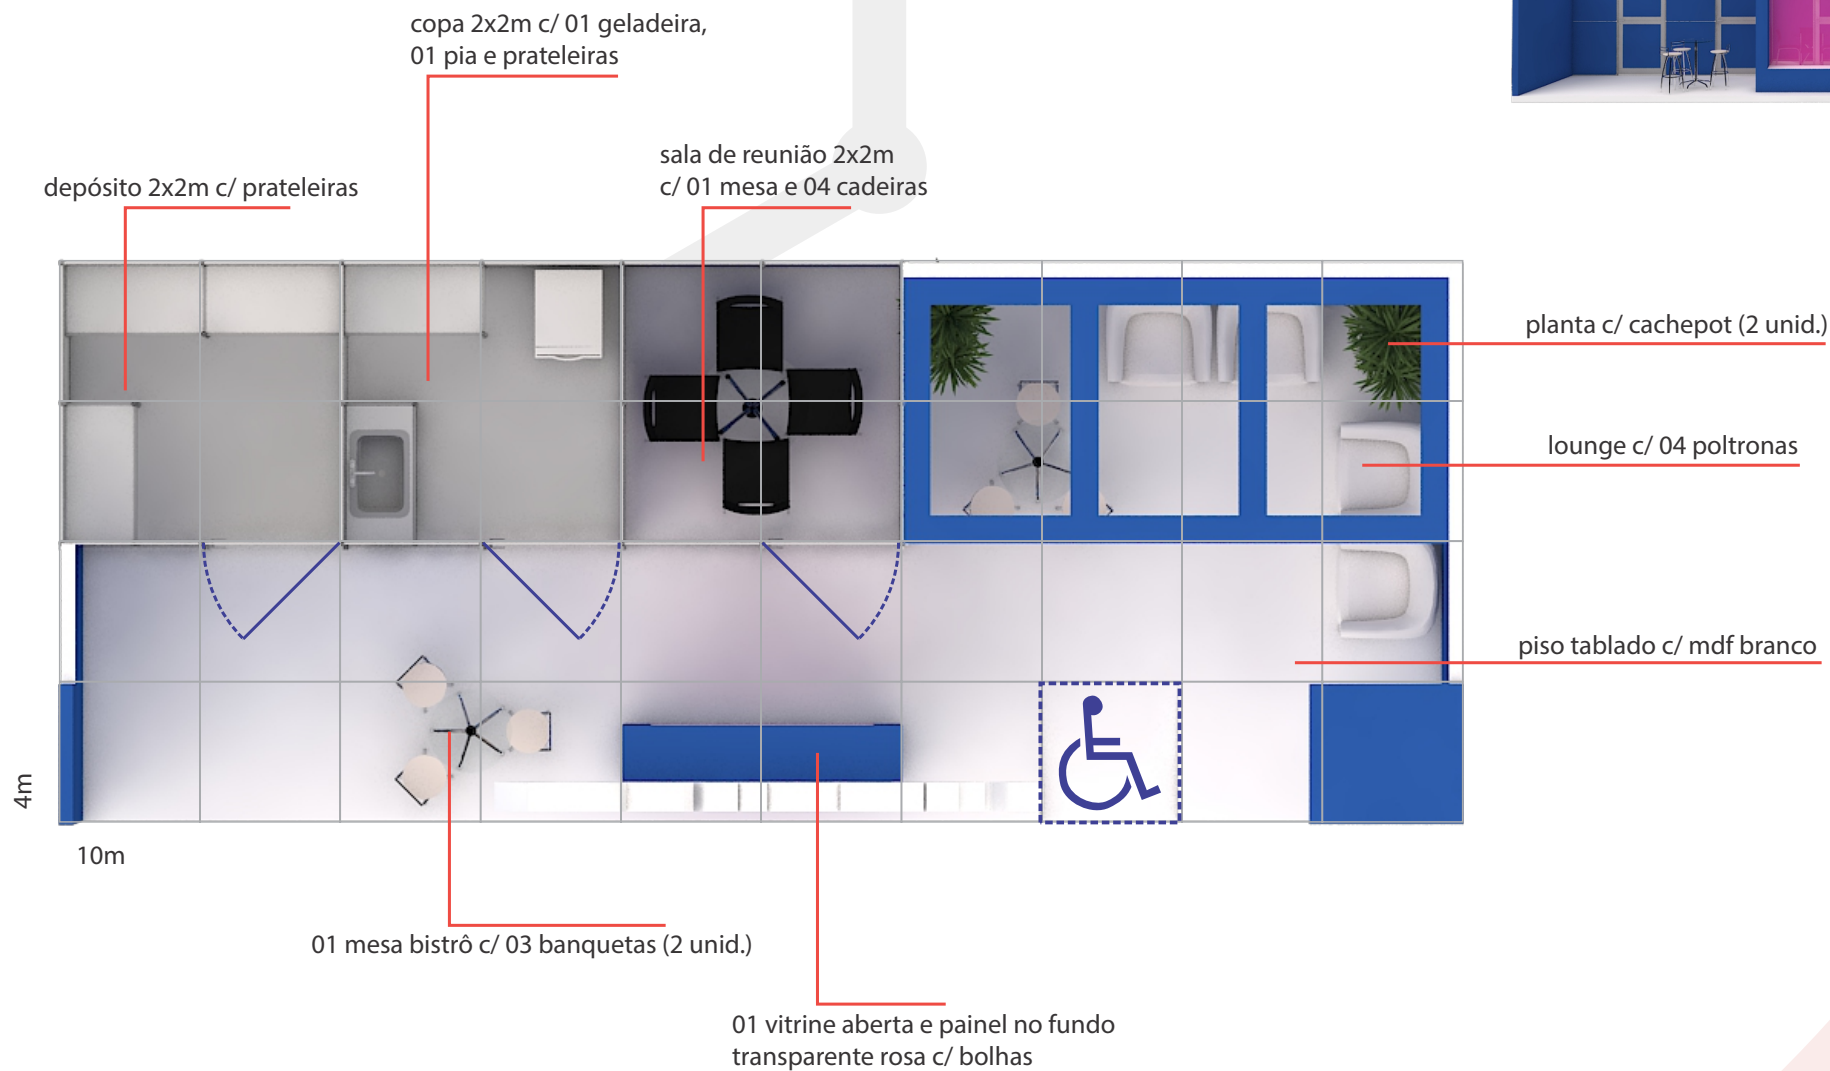 copa 2x2m c/ 01 geladeira,
01 pia e prateleiras
sala de reunião 2x2m
c/ 01 mesa e 04 cadeiras
depósito 2x2m c/ prateleiras
planta c/ cachepot (2 unid.)
lounge c/ 04 poltronas
piso tablado c/ mdf branco
4m
10m
01 mesa bistrô c/ 03 banquetas (2 unid.)
01 vitrine aberta e painel no fundo
transparente rosa c/ bolhas